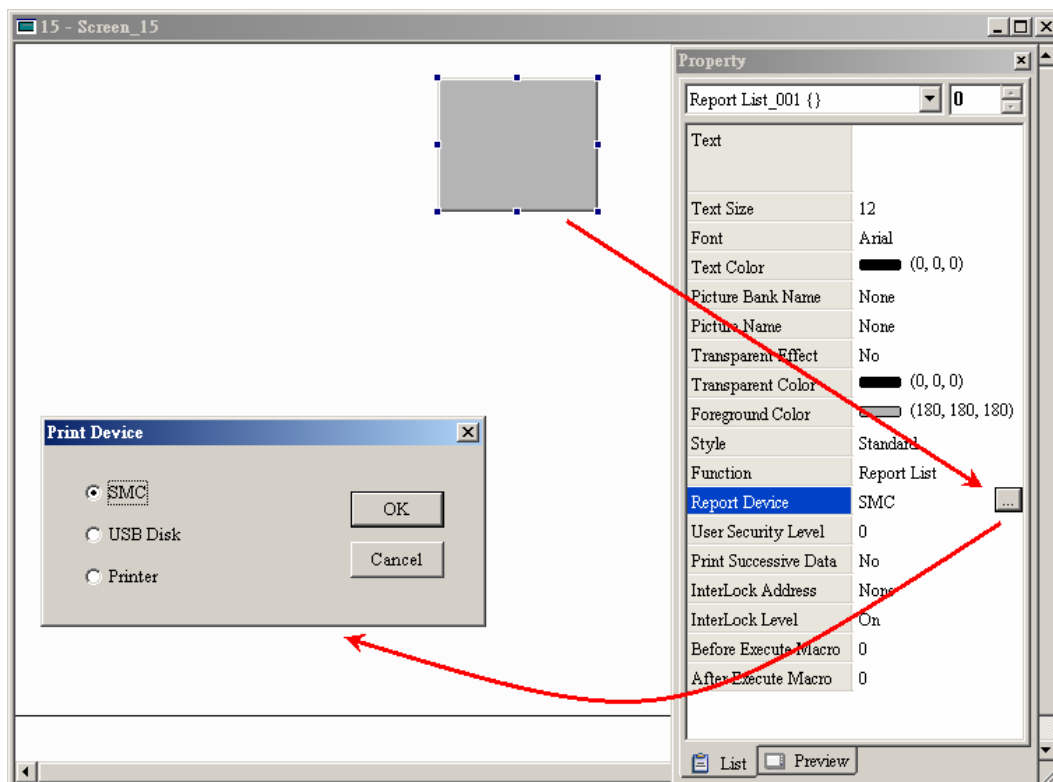 15 - Screen_15
Property
Report List_001 {} 0
Text
Text Size 12
Font Arial
Text Color (0, 0, 0)
Picture Bank Name None
Picture Name None
Transparent Effect No
Transparent Color (0, 0, 0)
Foreground Color (180, 180, 180)
Style Standard
Function Report List
Report Device SMC ...
User Security Level 0
Print Successive Data No
InterLock Address None
InterLock Level On
Before Execute Macro 0
After Execute Macro 0
List Preview
Print Device
SMC
USB Disk
Printer
OK
Cancel